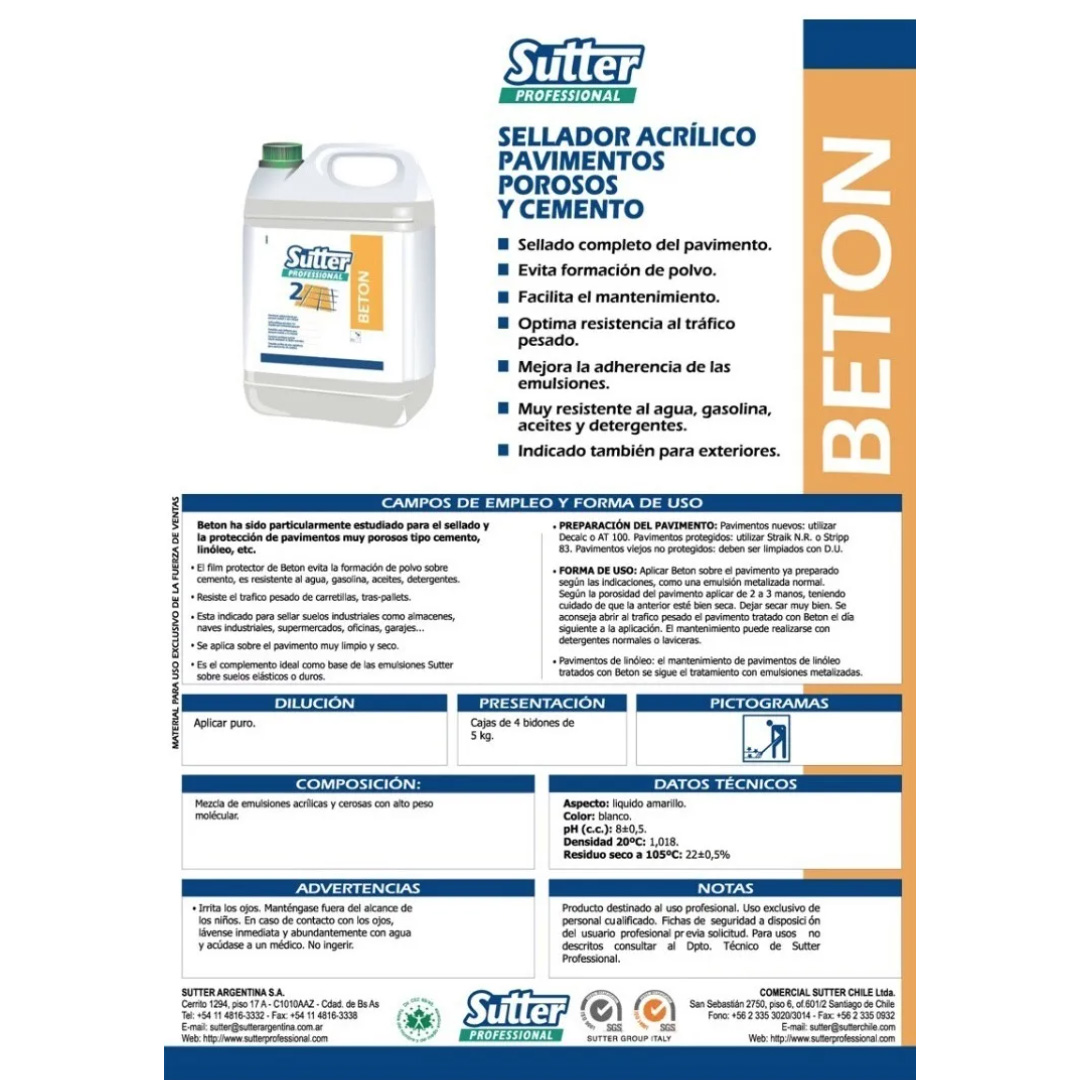 Sutter
PROFESSIONAL
SELLADOR ACRÍLICO
PAVIMENTOS
POROSOS
Y CEMENTO
Sellado completo del pavimento.
Evita formación de polvo.
Facilita el mantenimiento.
Optima resistencia al tráfico
pesado.
Mejora la adherencia de las
emulsiones.
Muy resistente al agua, gasolina,
aceites y detergentes.
Indicado también para exteriores.
BETON
Sutter
PROFESSIONAL
2
BETON
MATERIAL PARA USO EXCLUSIVO DE LA FUERZA DE VENTAS
CAMPOS DE EMPLEO Y FORMA DE USO
Beton ha sido particularmente estudiado para el sellado y
la protección de pavimentos muy porosos tipo cemento,
linóleo, etc.
• El film protector de Beton evita la formación de polvo sobre
cemento, es resistente al agua, gasolina, aceites, detergentes.
• Resiste el trafico pesado de carretillas, tras-pallets.
• Esta indicado para sellar suelos industriales como almacenes,
naves industriales, supermercados, oficinas, garajes...
• Se aplica sobre el pavimento muy limpio y seco.
• Es el complemento ideal como base de las emulsiones Sutter
sobre suelos elásticos o duros.
• PREPARACIÓN DEL PAVIMENTO: Pavimentos nuevos: utilizar
Decalc o AT 100. Pavimentos protegidos: utilizar Straik N.R. o Stripp
83. Pavimentos viejos no protegidos: deben ser limpiados con D.U.
• FORMA DE USO: Aplicar Beton sobre el pavimento ya preparado
según las indicaciones, como una emulsión metalizada normal.
Según la porosidad del pavimento aplicar de 2 a 3 manos, teniendo
cuidado de que la anterior esté bien seca. Dejar secar muy bien. Se
aconseja abrir al trafico pesado el pavimento tratado con Beton el día
siguiente a la aplicación. El mantenimiento puede realizarse con
detergentes normales o laviceras.
• Pavimentos de linóleo: el mantenimiento de pavimentos de linóleo
tratados con Beton se sigue el tratamiento con emulsiones metalizadas.
DILUCIÓN
Aplicar puro.
PRESENTACIÓN
Cajas de 4 bidones de
5 kg.
PICTOGRAMAS
COMPOSICIÓN:
Mezcla de emulsiones acrílicas y cerosas con alto peso
molécular.
DATOS TÉCNICOS
Aspecto: liquido amarillo.
Color: blanco.
pH (c.c.): 8±0,5.
Densidad 20ºC: 1,018.
Residuo seco a 105ºC: 22±0,5%
ADVERTENCIAS
• Irrita los ojos. Manténgase fuera del alcance de
los niños. En caso de contacto con los ojos,
lávense inmediata y abundantemente con agua
y acúdase a un médico. No ingerir.
NOTAS
Producto destinado al uso profesional. Uso exclusivo de
personal cualificado. Fichas de seguridad a disposici ón
del usuario profesional pr evia solicitud. Para usos no
descritos consultar al Dpto. Técnico de Sutter
Professional.
SUTTER ARGENTINA S.A.
Cerrito 1294, piso 17 A - C1010AAZ - Cdad. de Bs As
Tel: +54 11 4816-3332 - Fax: +54 11 4816-3338
E-mail: sutter@sutterargentina.com.ar
Web: http://www.sutterprofessional.com
Sutter
PROFESSIONAL
SGS
SGS
SUTTER GROUP ITALY
COMERCIAL SUTTER CHILE Ltda.
San Sebastián 2750, piso 6, of.601/2 Santiago de Chile
Fono: +56 2 335 3020/3014 - Fax: +56 2 335 0932
E-mail: sutter@sutterchile.com
Web: http://www.sutterprofessional.com